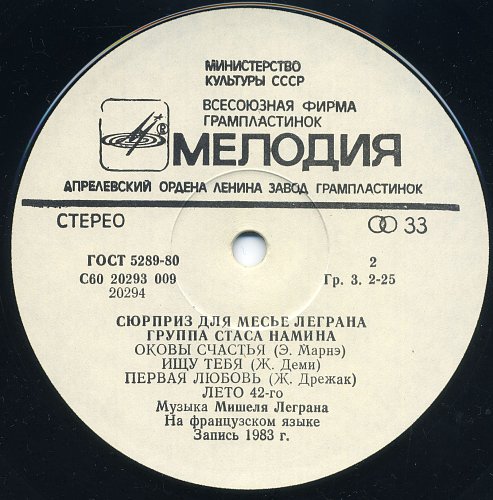 МИНИСТЕРСТВО
КУЛЬТУРЫ СССР
ВСЕСОЮЗНАЯ ФИРМА
ГРАМПЛАСТИНОК
® МЕЛОДИЯ
АПРЕЛЕВСКИЙ ОРДЕНА ЛЕНИНА ЗАВОД ГРАМПЛАСТИНОК
СТЕРЕО 33
ГОСТ 5289-80 2
С60 20293 009 Гр. 3. 2-25
20294
СЮРПРИЗ ДЛЯ МЕСЬЕ ЛЕГРАНА
ГРУППА СТАСА НАМИНА
ОКОВЫ СЧАСТЬЯ (Э. Марнэ)
ИЩУ ТЕБЯ (Ж. Деми)
ПЕРВАЯ ЛЮБОВЬ (Ж. Дрежак)
ЛЕТО 42-го
Музыка Мишеля Леграна
На французском языке
Запись 1983 г.